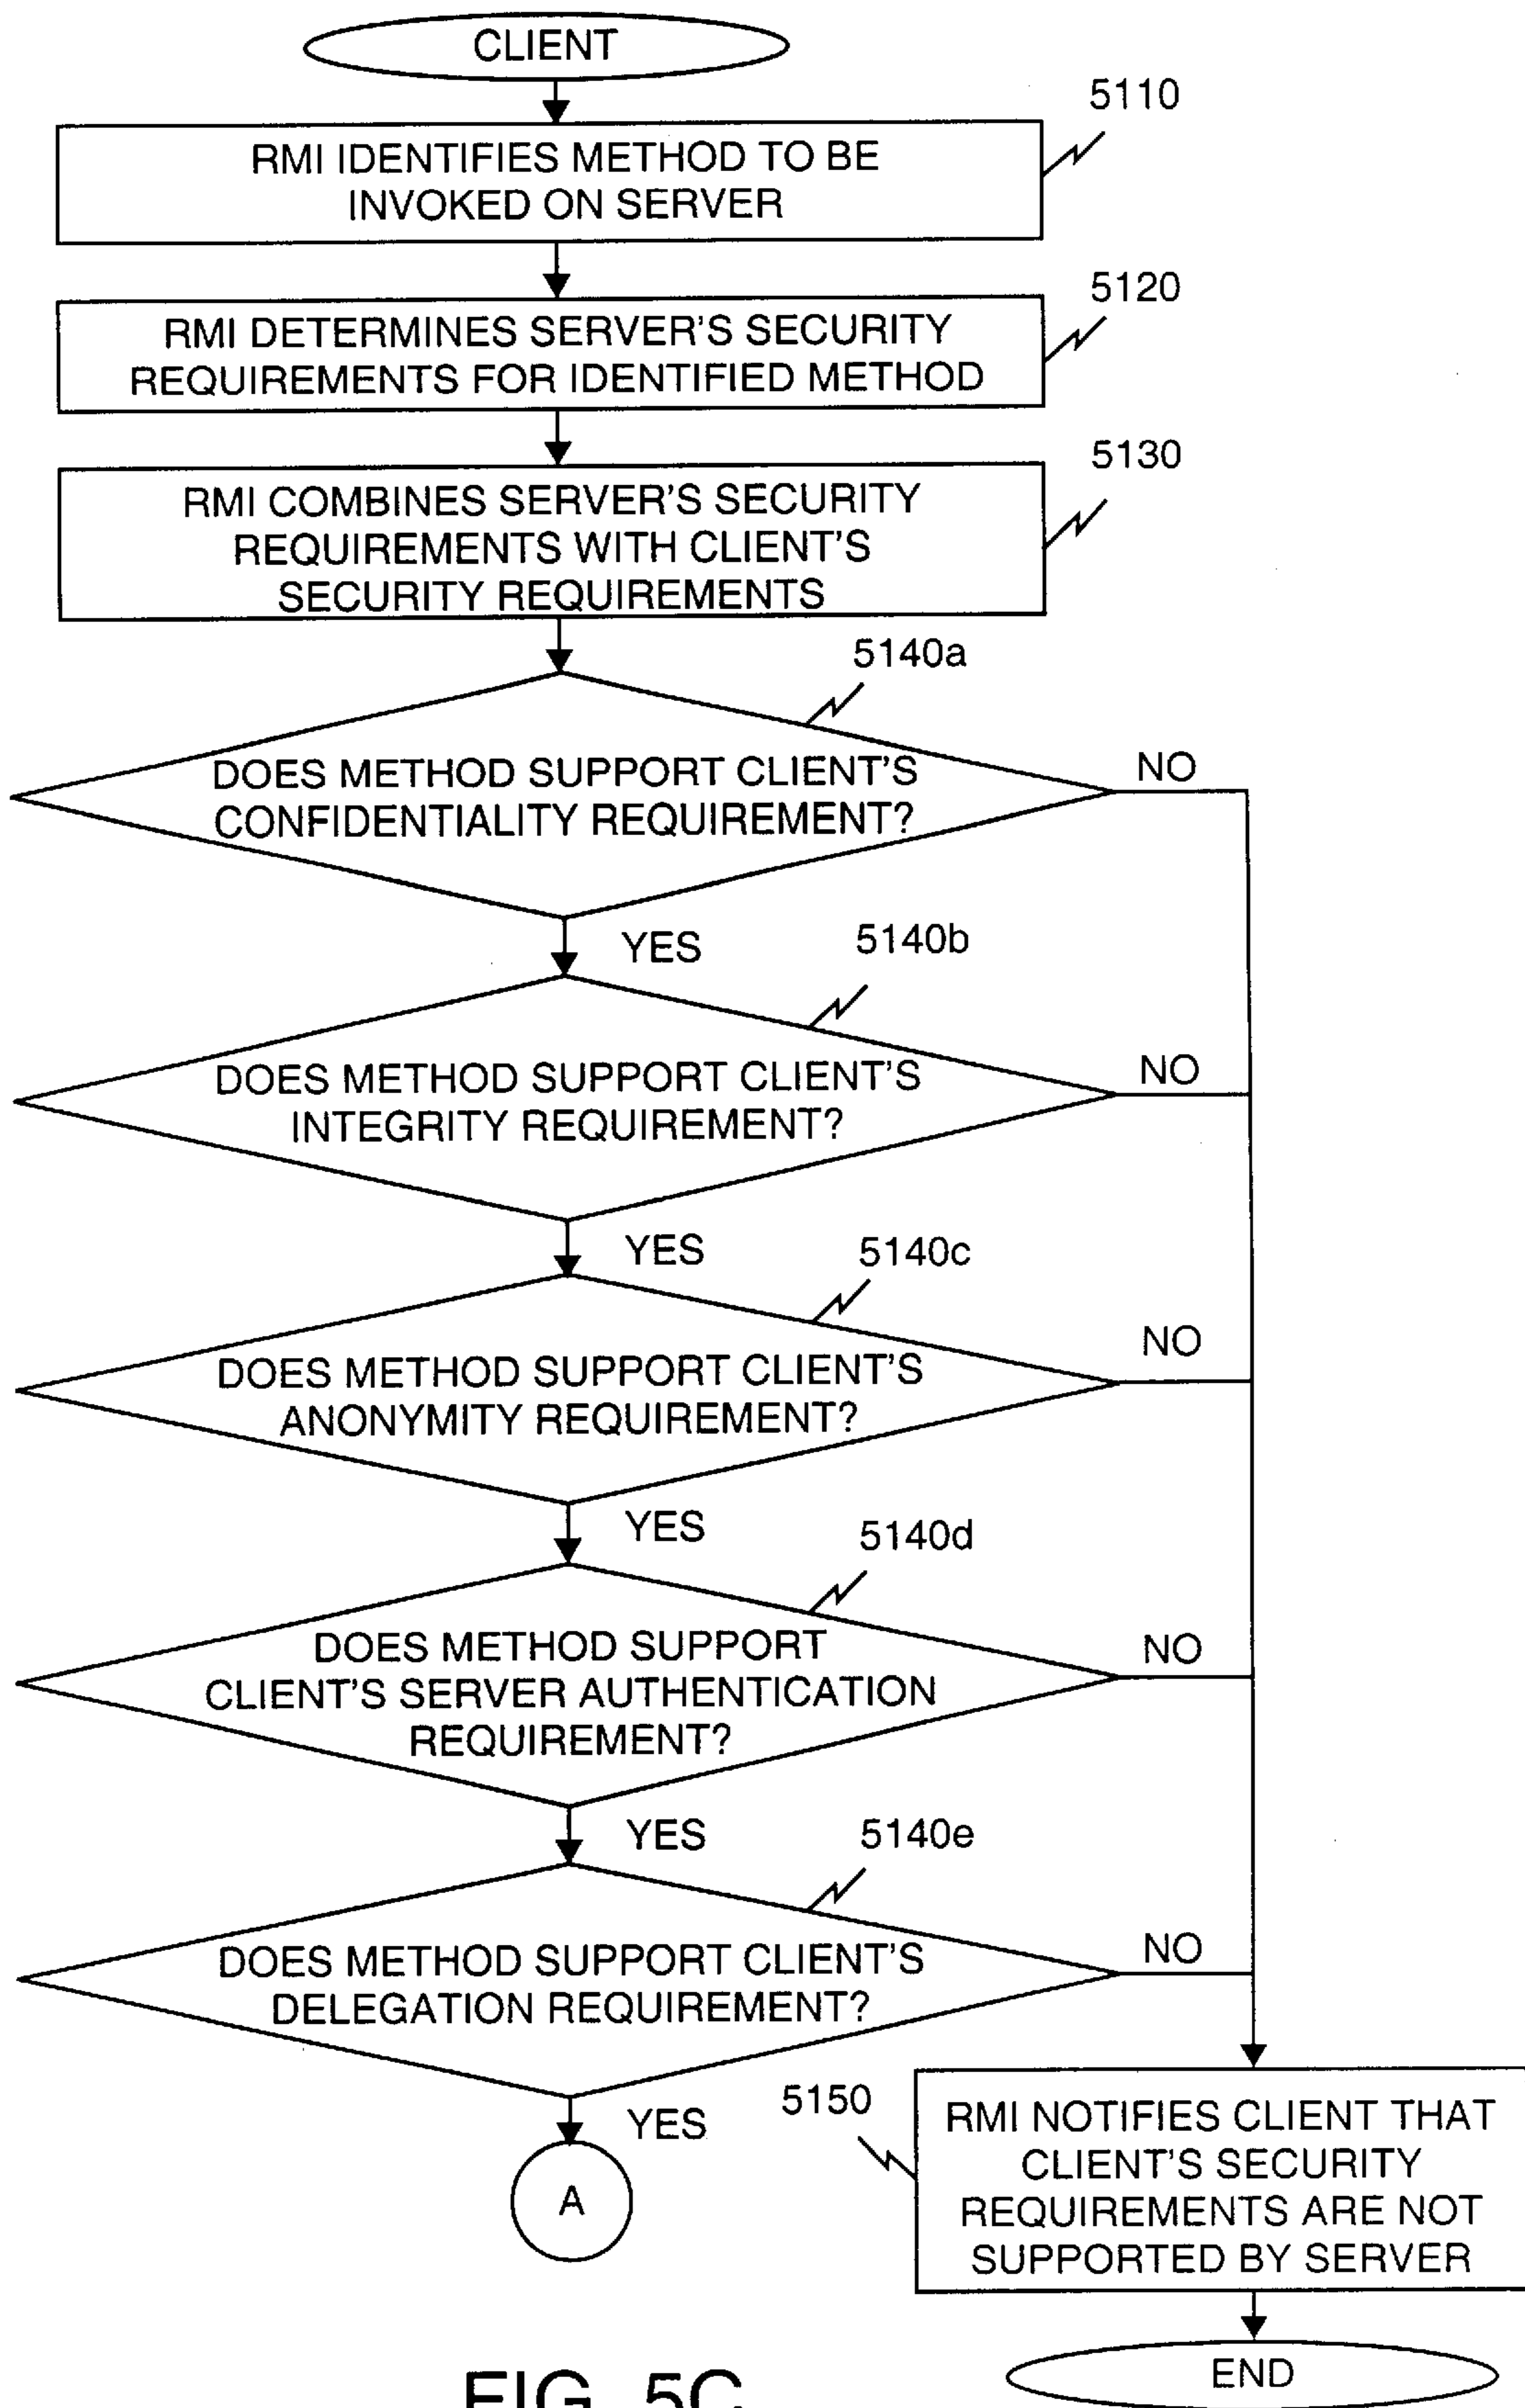 CLIENT
5110
RMI IDENTIFIES METHOD TO BE
INVOKED ON SERVER
5120
RMI DETERMINES SERVER'S SECURITY
REQUIREMENTS FOR IDENTIFIED METHOD
5130
RMI COMBINES SERVER'S SECURITY
REQUIREMENTS WITH CLIENT'S
SECURITY REQUIREMENTS
5140a
DOES METHOD SUPPORT CLIENT'S
CONFIDENTIALITY REQUIREMENT?
NO
YES
5140b
DOES METHOD SUPPORT CLIENT'S
INTEGRITY REQUIREMENT?
NO
YES
5140c
DOES METHOD SUPPORT CLIENT'S
ANONYMITY REQUIREMENT?
NO
YES
5140d
DOES METHOD SUPPORT
CLIENT'S SERVER AUTHENTICATION
REQUIREMENT?
NO
YES
5140e
DOES METHOD SUPPORT CLIENT'S
DELEGATION REQUIREMENT?
NO
YES
A
5150
RMI NOTIFIES CLIENT THAT
CLIENT'S SECURITY
REQUIREMENTS ARE NOT
SUPPORTED BY SERVER
END
FIG. 5C